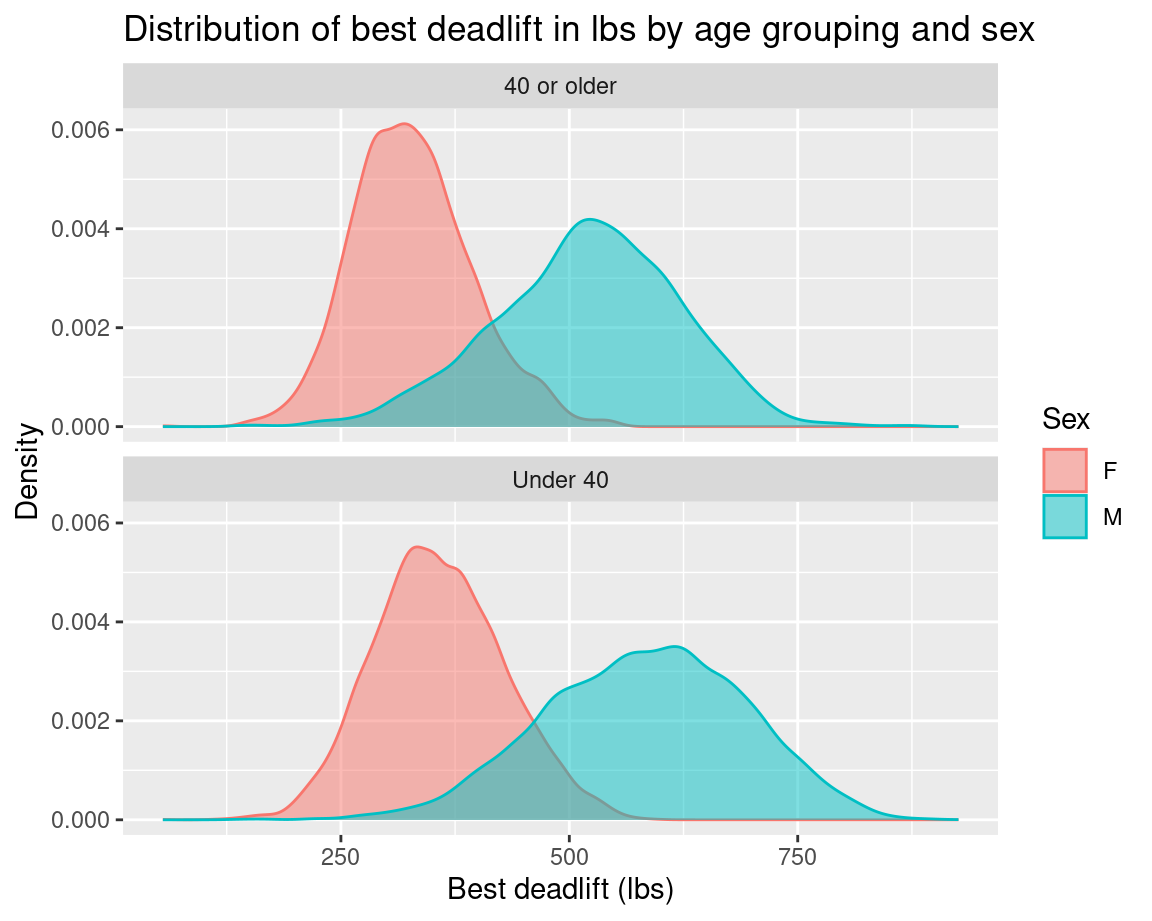 Distribution of best deadlift in lbs by age grouping and sex
40 or older
0.006
0.004
0.002
0.000
Under 40
0.006
0.004
0.002
0.000
250 500 750
Best deadlift (lbs)
Density
Sex
F
M